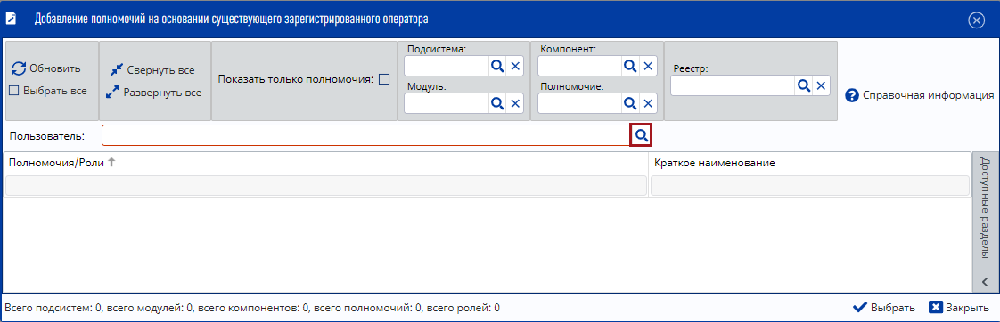 Добавление полномочий на основании существующего зарегистрированного оператора
Обновить
Выбрать все
Свернуть все
Развернуть все
Показать только полномочия:
Подсистема:
Модуль:
Компонент:
Полномочие:
Реестр:
Справочная информация
Пользователь:
Полномочия/Роли
Краткое наименование
Доступные разделы
Всего подсистем: 0, всего модулей: 0, всего компонентов: 0, всего полномочий: 0, всего ролей: 0
Выбрать
Закрыть